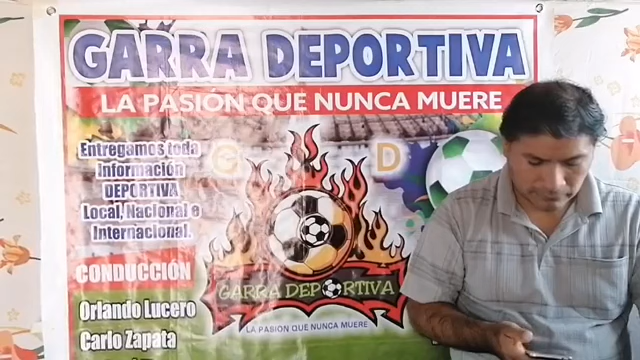 GARRA DEPORTIVA
LA PASIÓN QUE NUNCA MUERE
Entregamos toda
Información
DEPORTIVA
Local, Nacional e
Internacional.
G D
CONDUCCIÓN
Orlando Lucero
Carlo Zapata
GARRA DEPORTIVA
LA PASION QUE NUNCA MUERE